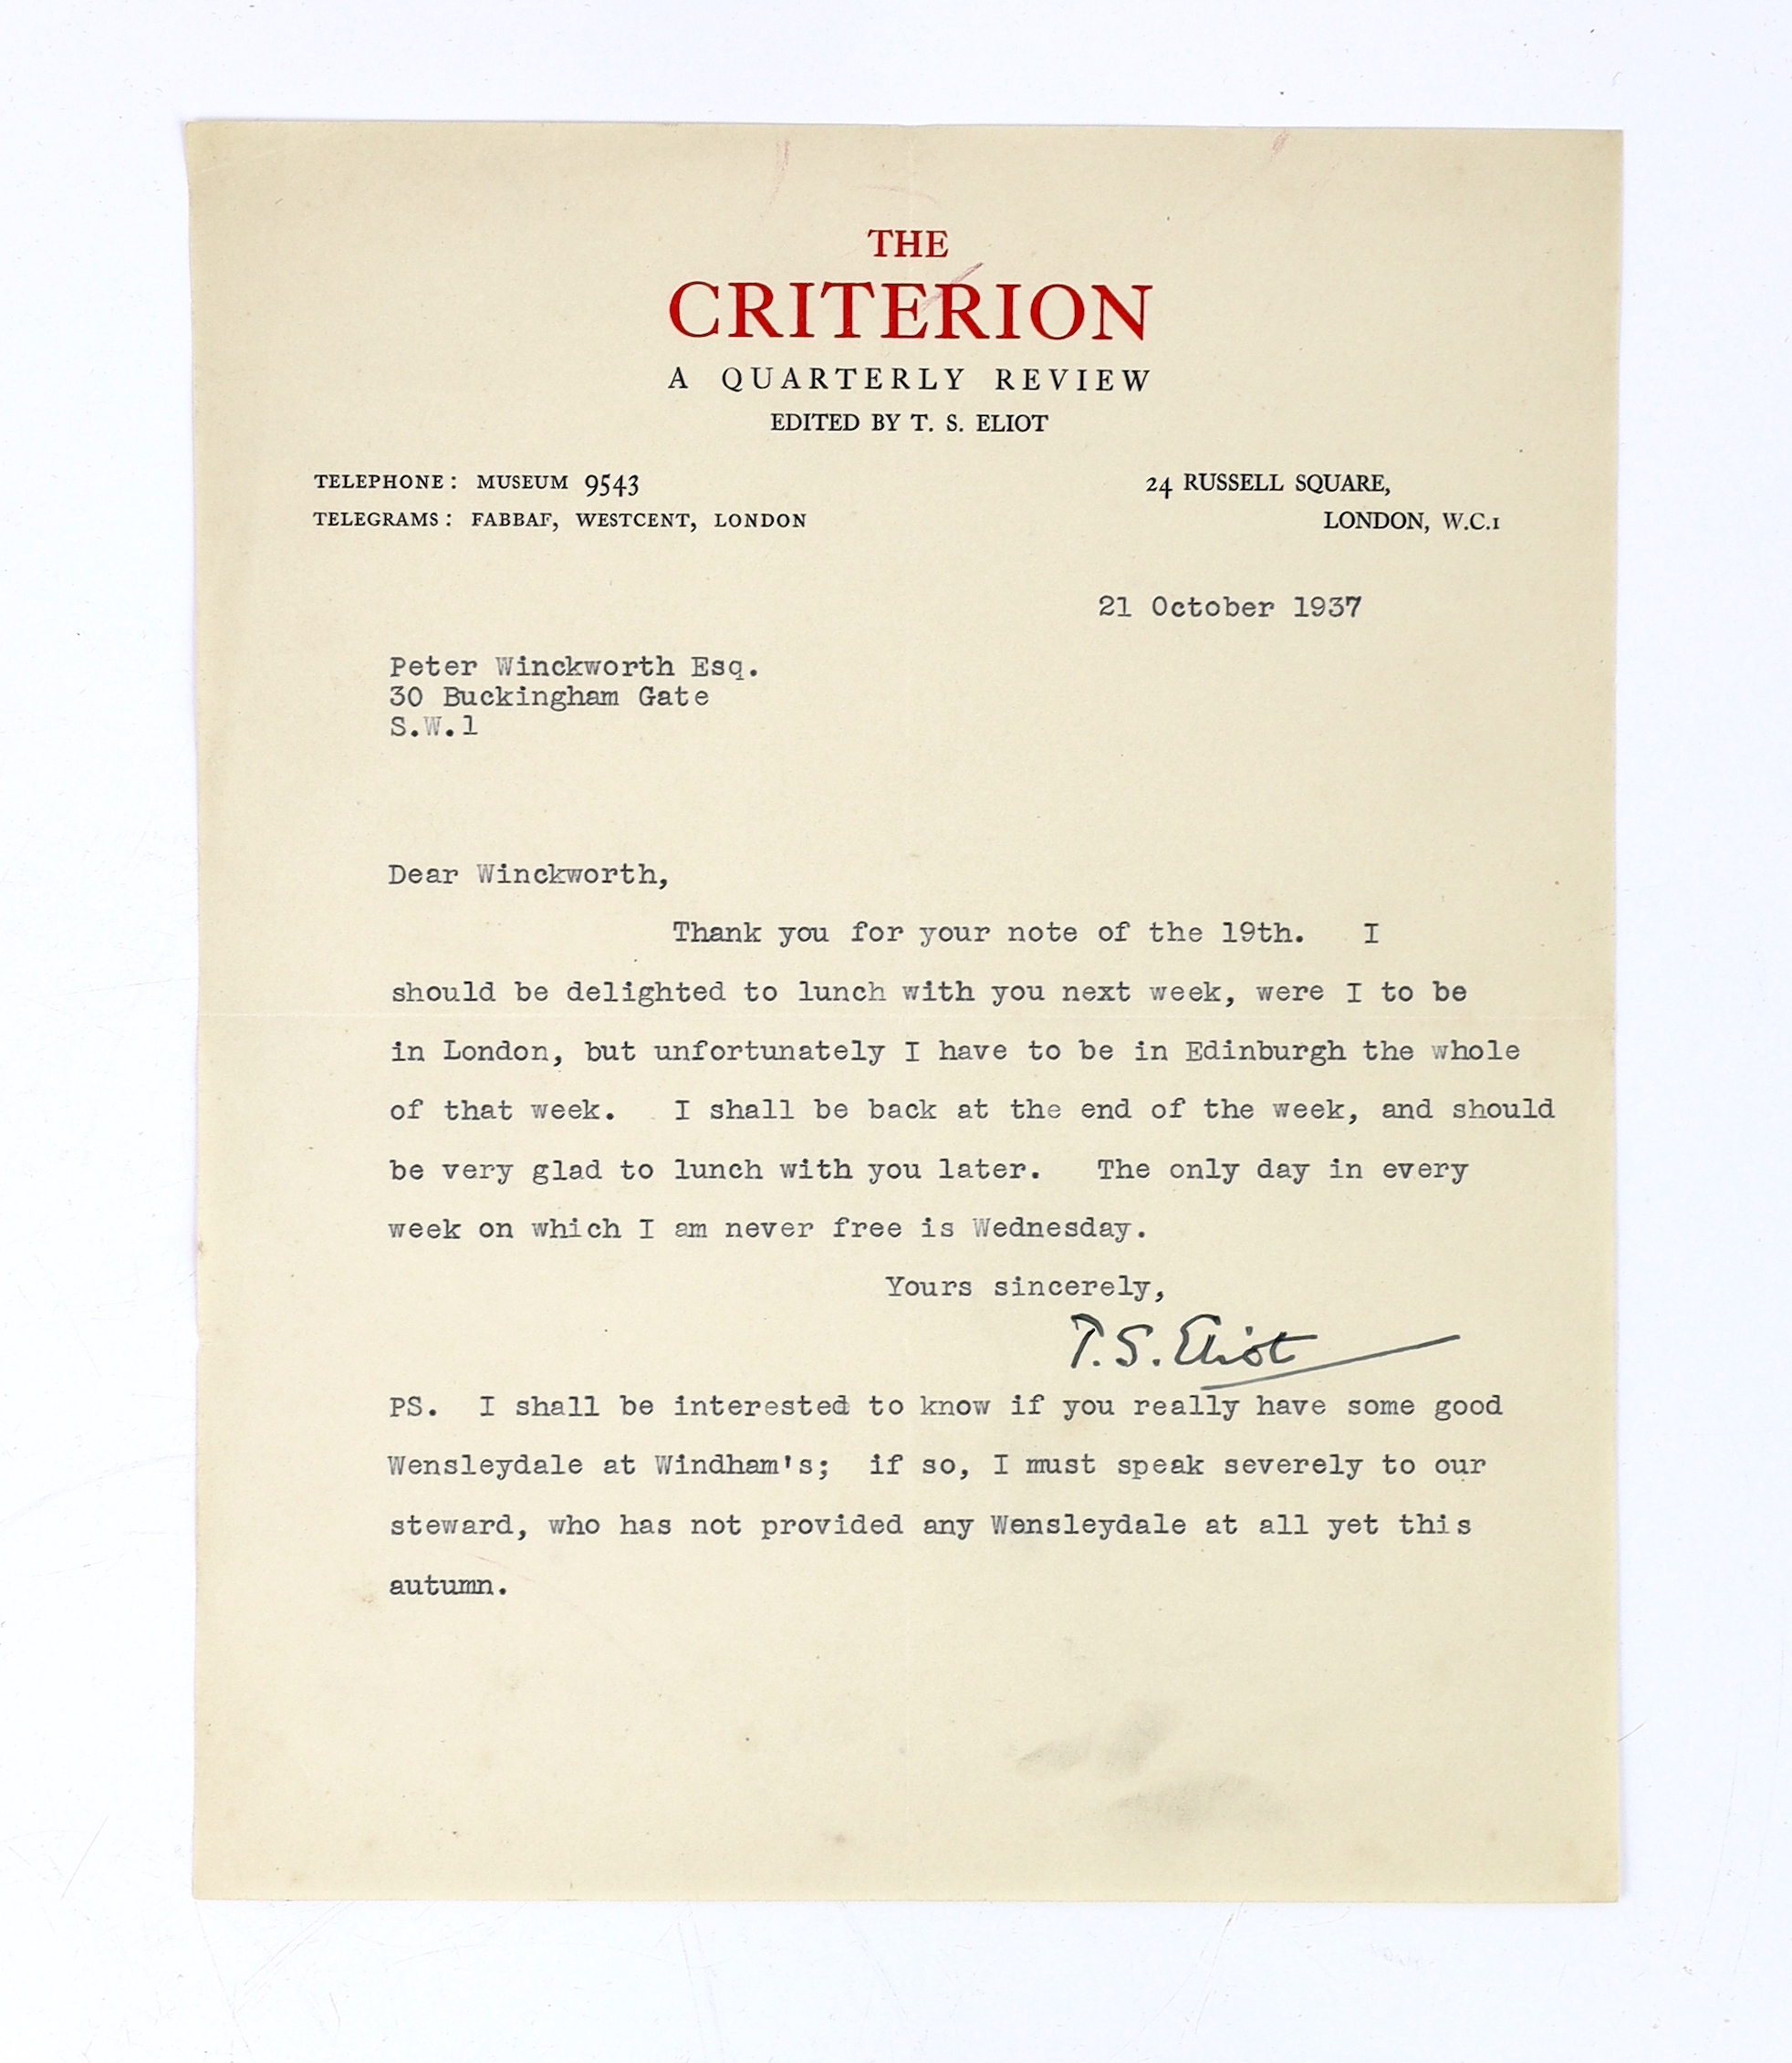 THE
CRITERION
A QUARTERLY REVIEW
EDITED BY T. S. ELIOT
TELEPHONE: MUSEUM 9543
TELEGRAMS: FABBAF, WESTCENT, LONDON
24 RUSSELL SQUARE,
LONDON, W.C.1
21 October 1937
Peter Winckworth Esq.
30 Buckingham Gate
S.W.1
Dear Winckworth,
Thank you for your note of the 19th. I
should be delighted to lunch with you next week, were I to be
in London, but unfortunately I have to be in Edinburgh the whole
of that week. I shall be back at the end of the week, and should
be very glad to lunch with you later. The only day in every
week on which I am never free is Wednesday.
Yours sincerely,
T.S. Eliot
PS. I shall be interested to know if you really have some good
Wensleydale at Windham's; if so, I must speak severely to our
steward, who has not provided any Wensleydale at all yet this
autumn.